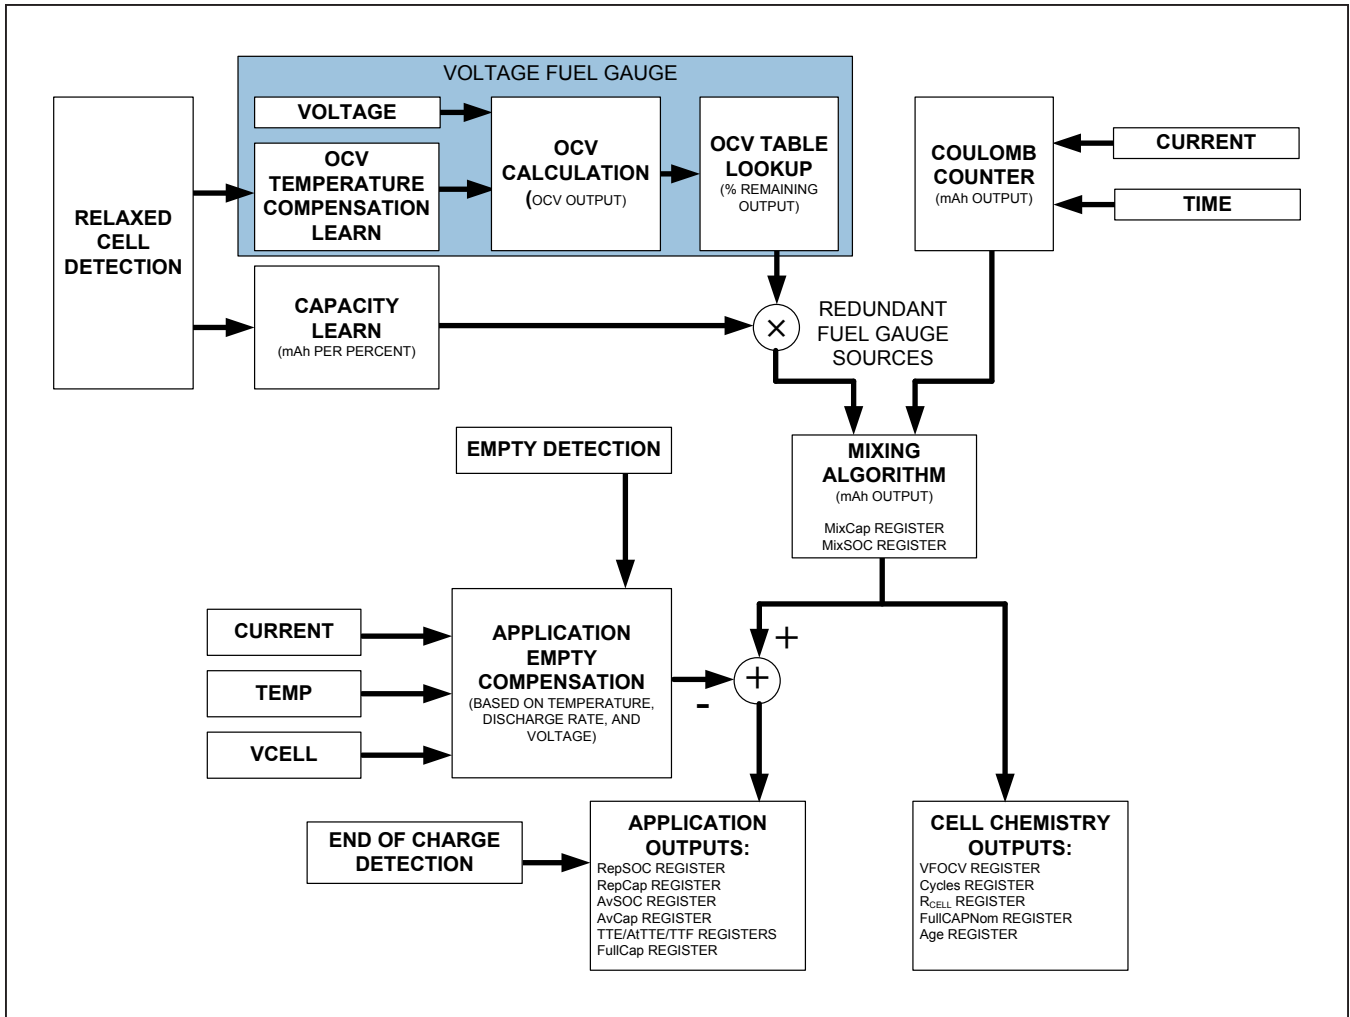 VOLTAGE FUEL GAUGE
VOLTAGE
OCV
TEMPERATURE
COMPENSATION
LEARN
OCV
CALCULATION
(OCV OUTPUT)
OCV TABLE
LOOKUP
(% REMAINING
OUTPUT)
COULOMB
COUNTER
(mAh OUTPUT)
CURRENT
TIME
RELAXED
CELL
DETECTION
CAPACITY
LEARN
(mAh PER PERCENT)
×
REDUNDANT
FUEL GAUGE
SOURCES
EMPTY DETECTION
MIXING
ALGORITHM
(mAh OUTPUT)
MixCap REGISTER
MixSOC REGISTER
CURRENT
TEMP
VCELL
APPLICATION
EMPTY
COMPENSATION
(BASED ON TEMPERATURE,
DISCHARGE RATE, AND
VOLTAGE)
+
+
-
END OF CHARGE
DETECTION
APPLICATION
OUTPUTS:
RepSOC REGISTER
RepCap REGISTER
AvSOC REGISTER
AvCap REGISTER
TTE/AtTTE/TTF REGISTERS
FullCap REGISTER
CELL CHEMISTRY
OUTPUTS:
VFOCV REGISTER
Cycles REGISTER
RCELL REGISTER
FullCAPNom REGISTER
Age REGISTER